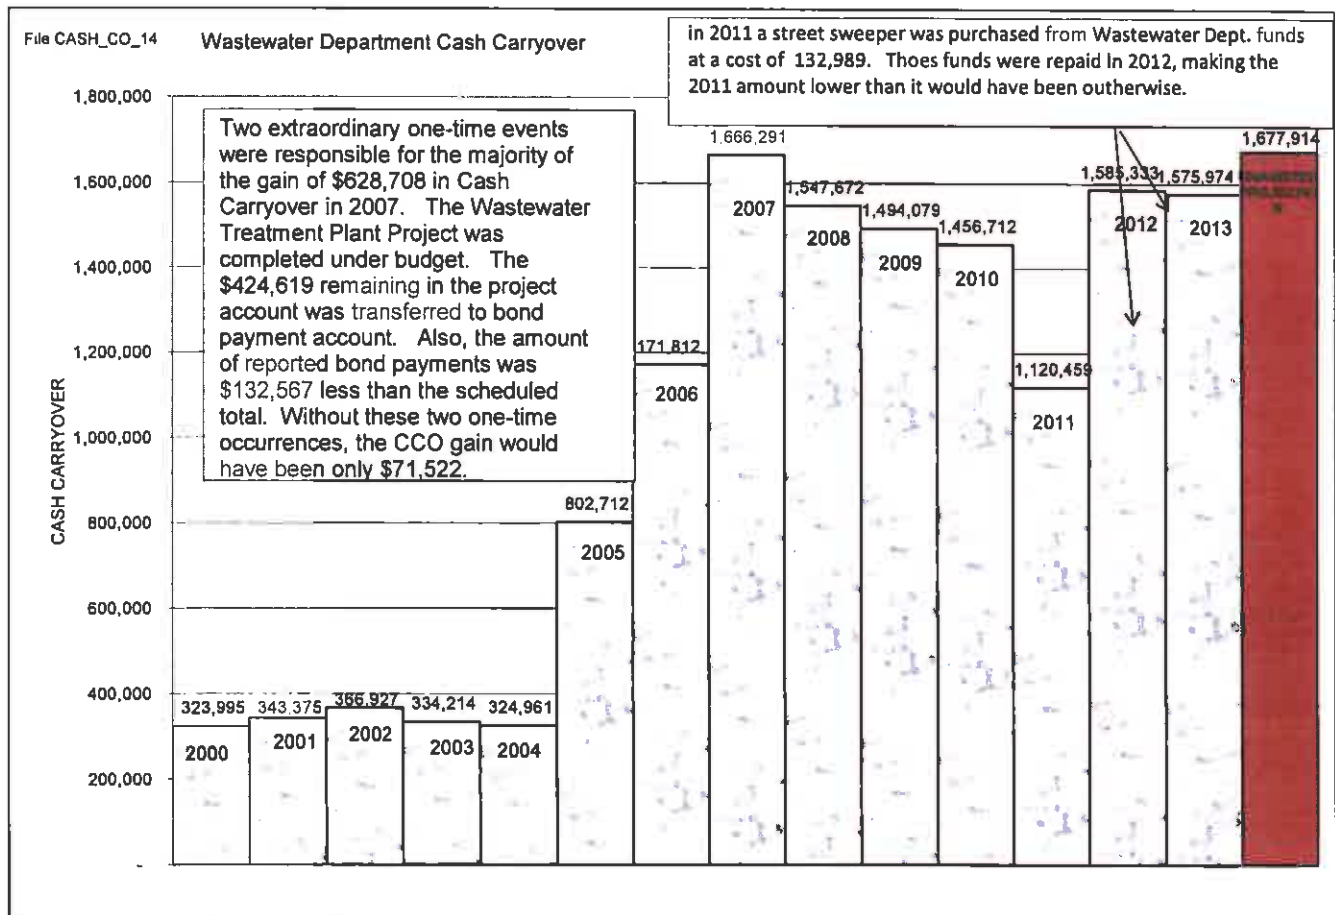 File CASH_CO_14
Wastewater Department Cash Carryover
in 2011 a street sweeper was purchased from Wastewater Dept. funds
at a cost of 132,989. Thoes funds were repaid In 2012, making the
2011 amount lower than it would have been outherwise.
Two extraordinary one-time events
were responsible for the majority of
the gain of $628,708 in Cash
Carryover in 2007. The Wastewater
Treatment Plant Project was
completed under budget. The
$424,619 remaining in the project
account was transferred to bond
payment account. Also, the amount
of reported bond payments was
$132,567 less than the scheduled
total. Without these two one-time
occurrences, the CCO gain would
have been only $71,522.
CASH CARRYOVER
1,800,000
1,600,000
1,400,000
1,200,000
1,000,000
800,000
600,000
400,000
200,000
-
323,995
2000
343,375
2001
366,927
2002
334,214
2003
324,961
2004
802,712
2005
171,812
2006
1,666,291
2007
1,547,672
2008
1,494,079
2009
1,456,712
2010
1,120,459
2011
1,585,333
2012
1,575,974
2013
1,677,914